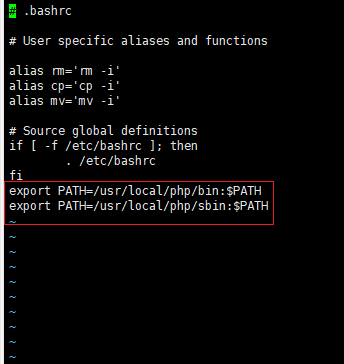 # .bashrc
# User specific aliases and functions
alias rm='rm -i'
alias cp='cp -i'
alias mv='mv -i'
# Source global definitions
if [ -f /etc/bashrc ]; then
        . /etc/bashrc
fi
export PATH=/usr/local/php/bin:$PATH
export PATH=/usr/local/php/sbin:$PATH
~
~
~
~
~
~
~
~
~
~